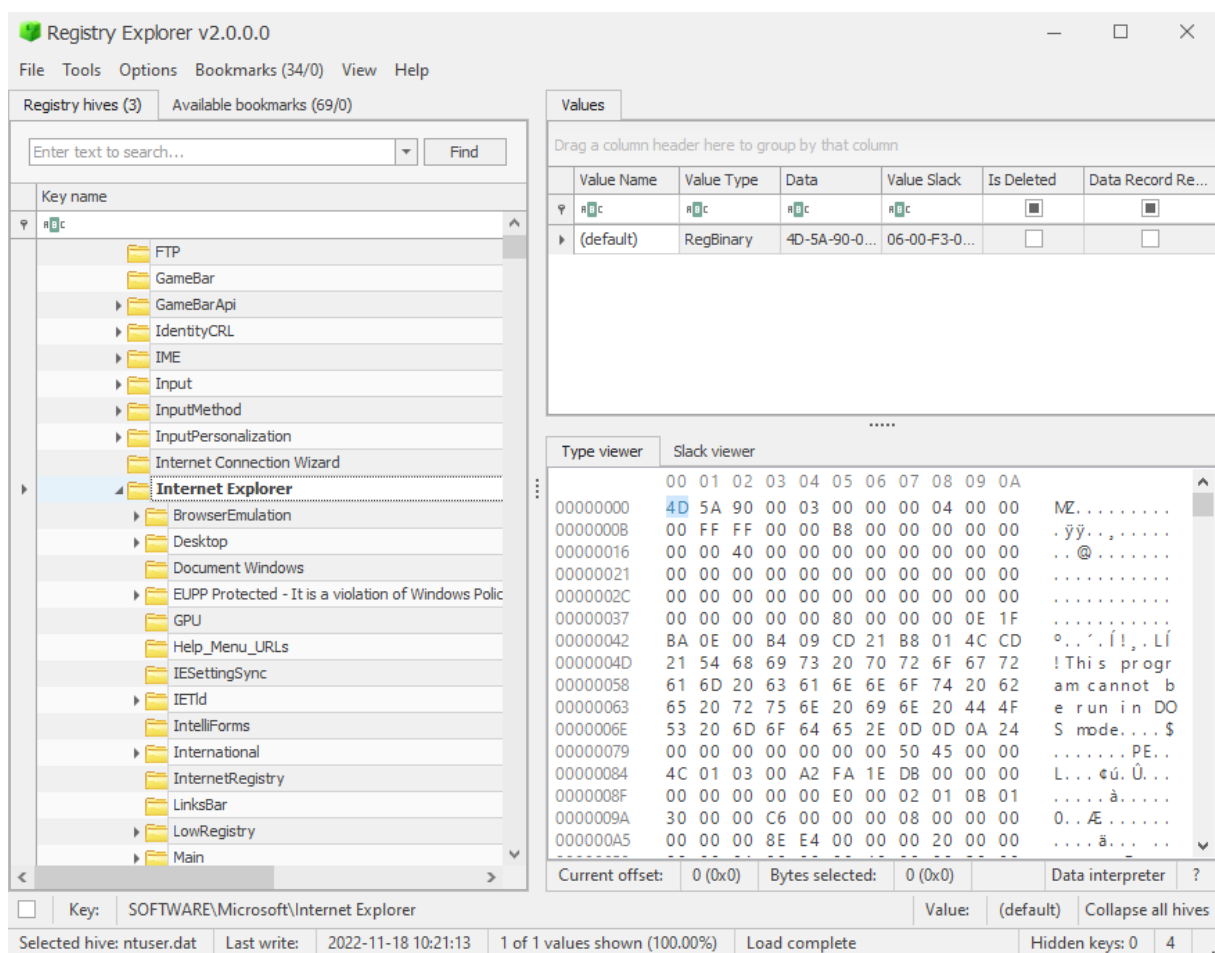 Registry Explorer v2.0.0.0
File Tools Options Bookmarks (34/0) View Help
Registry hives (3) Available bookmarks (69/0)
Enter text to search... Find
Key name
FTP
GameBar
GameBarApi
IdentityCRL
IME
Input
InputMethod
InputPersonalization
Internet Connection Wizard
Internet Explorer
BrowserEmulation
Desktop
Document Windows
EUPP Protected - It is a violation of Windows Polic
GPU
Help_Menu_URLs
IESettingSync
IETld
IntelliForms
International
InternetRegistry
LinksBar
LowRegistry
Main
Values
Drag a column header here to group by that column
Value Name Value Type Data Value Slack Is Deleted Data Record Re...
(default) RegBinary 4D-5A-90-0... 06-00-F3-0...
Type viewer Slack viewer
00 01 02 03 04 05 06 07 08 09 0A
00000000 4D 5A 90 00 03 00 00 00 04 00 00 MZ.........
0000000B 00 FF FF 00 00 B8 00 00 00 00 00 .ÿÿ..¸.....
00000016 00 00 40 00 00 00 00 00 00 00 00 ..@........
00000021 00 00 00 00 00 00 00 00 00 00 00 ...........
0000002C 00 00 00 00 00 00 00 00 00 00 00 ...........
00000037 00 00 00 00 00 80 00 00 00 0E 1F ...........
00000042 BA 0E 00 B4 09 CD 21 B8 01 4C CD º..´.Í!¸.LÍ
0000004D 21 54 68 69 73 20 70 72 6F 67 72 !This progr
00000058 61 6D 20 63 61 6E 6E 6F 74 20 62 am cannot b
00000063 65 20 72 75 6E 20 69 6E 20 44 4F e run in DO
0000006E 53 20 6D 6F 64 65 2E 0D 0D 0A 24 S mode....$
00000079 00 00 00 00 00 00 00 50 45 00 00 .......PE..
00000084 4C 01 03 00 A2 FA 1E DB 00 00 00 L...¢ú.Û...
0000008F 00 00 00 00 00 E0 00 02 01 0B 01 .....à.....
0000009A 30 00 00 C6 00 00 00 08 00 00 00 0..Æ.......
000000A5 00 00 00 8E E4 00 00 00 20 00 00 ....ä... ..
Current offset: 0 (0x0) Bytes selected: 0 (0x0) Data interpreter ?
Key: SOFTWARE\Microsoft\Internet Explorer Value: (default) Collapse all hives
Selected hive: ntuser.dat Last write: 2022-11-18 10:21:13 1 of 1 values shown (100.00%) Load complete Hidden keys: 0 4